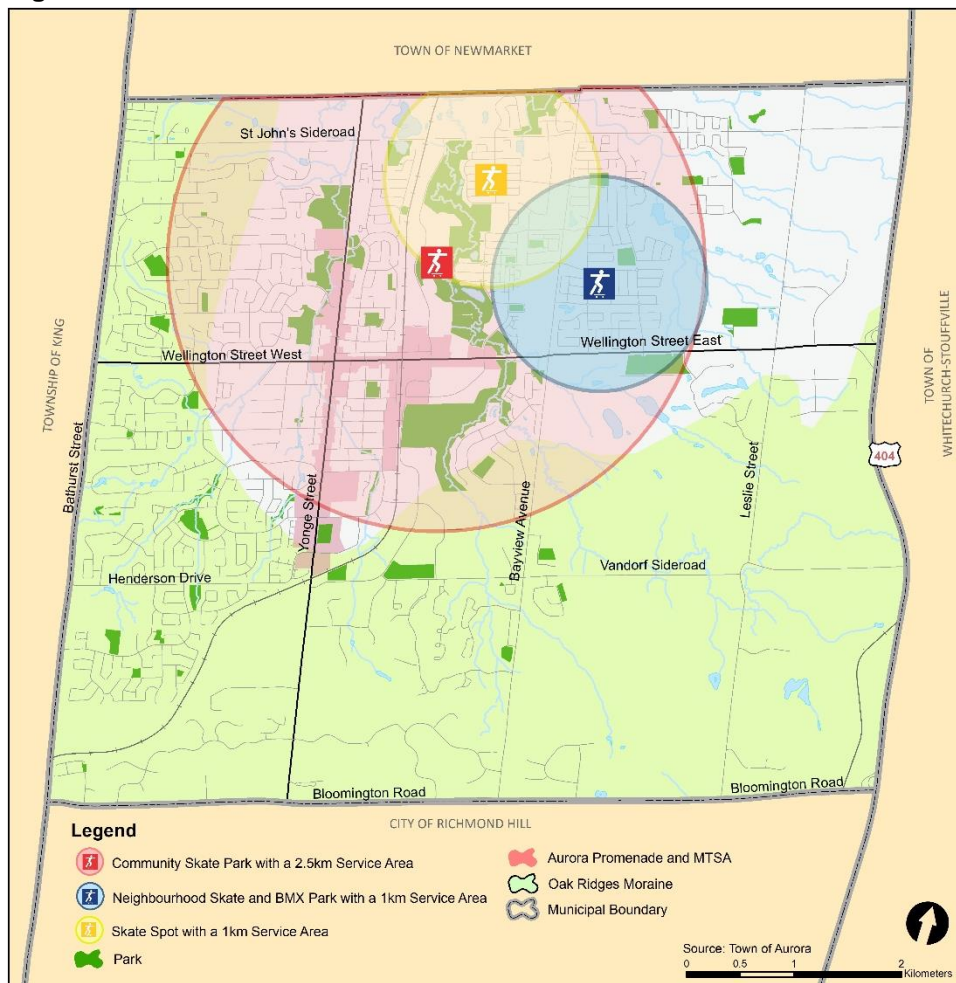 TOWN OF NEWMARKET
St John's Sideroad
TOWNSHIP OF KING
Wellington Street West
Wellington Street East
TOWN OF
WHITECHURCH-STOUFFVILLE
404
Bathurst Street
Yonge Street
Bayview Avenue
Leslie Street
Henderson Drive
Vandorf Sideroad
Bloomington Road
Bloomington Road
CITY OF RICHMOND HILL
Legend
Community Skate Park with a 2.5km Service Area
Neighbourhood Skate and BMX Park with a 1km Service Area
Skate Spot with a 1km Service Area
Park
Aurora Promenade and MTSA
Oak Ridges Moraine
Municipal Boundary
Source: Town of Aurora
0 0.5 1 2
Kilometers